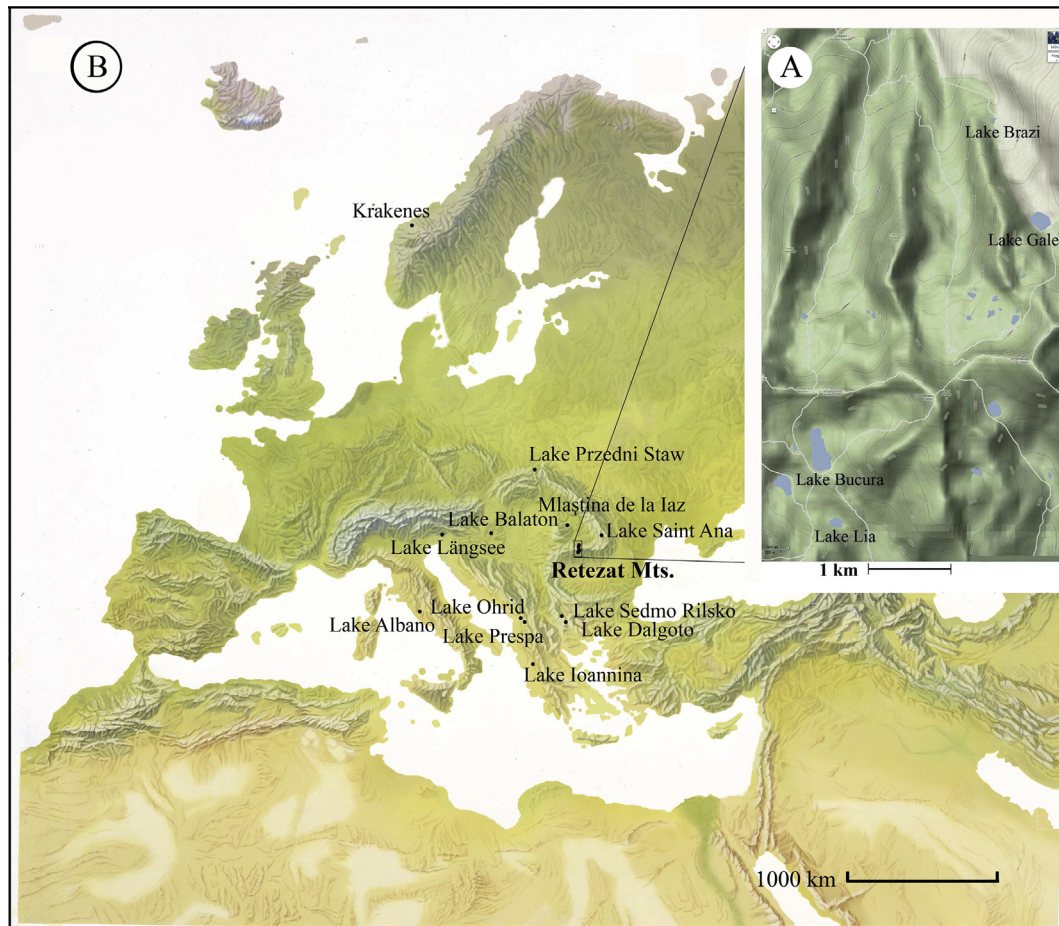 B
A
Lake Brazi
Krakenes
Lake Gale
Lake Przedni Staw
Lake Bucura
Mlaştina de la Iaz
Lake Balaton
Lake Saint Ana
Lake Lia
Lake Längsee
Retezat Mts.
1 km
Lake Ohrid
Lake Sedmo Rilsko
Lake Albano
Lake Dalgoto
Lake Prespa
Lake Ioannina
1000 km